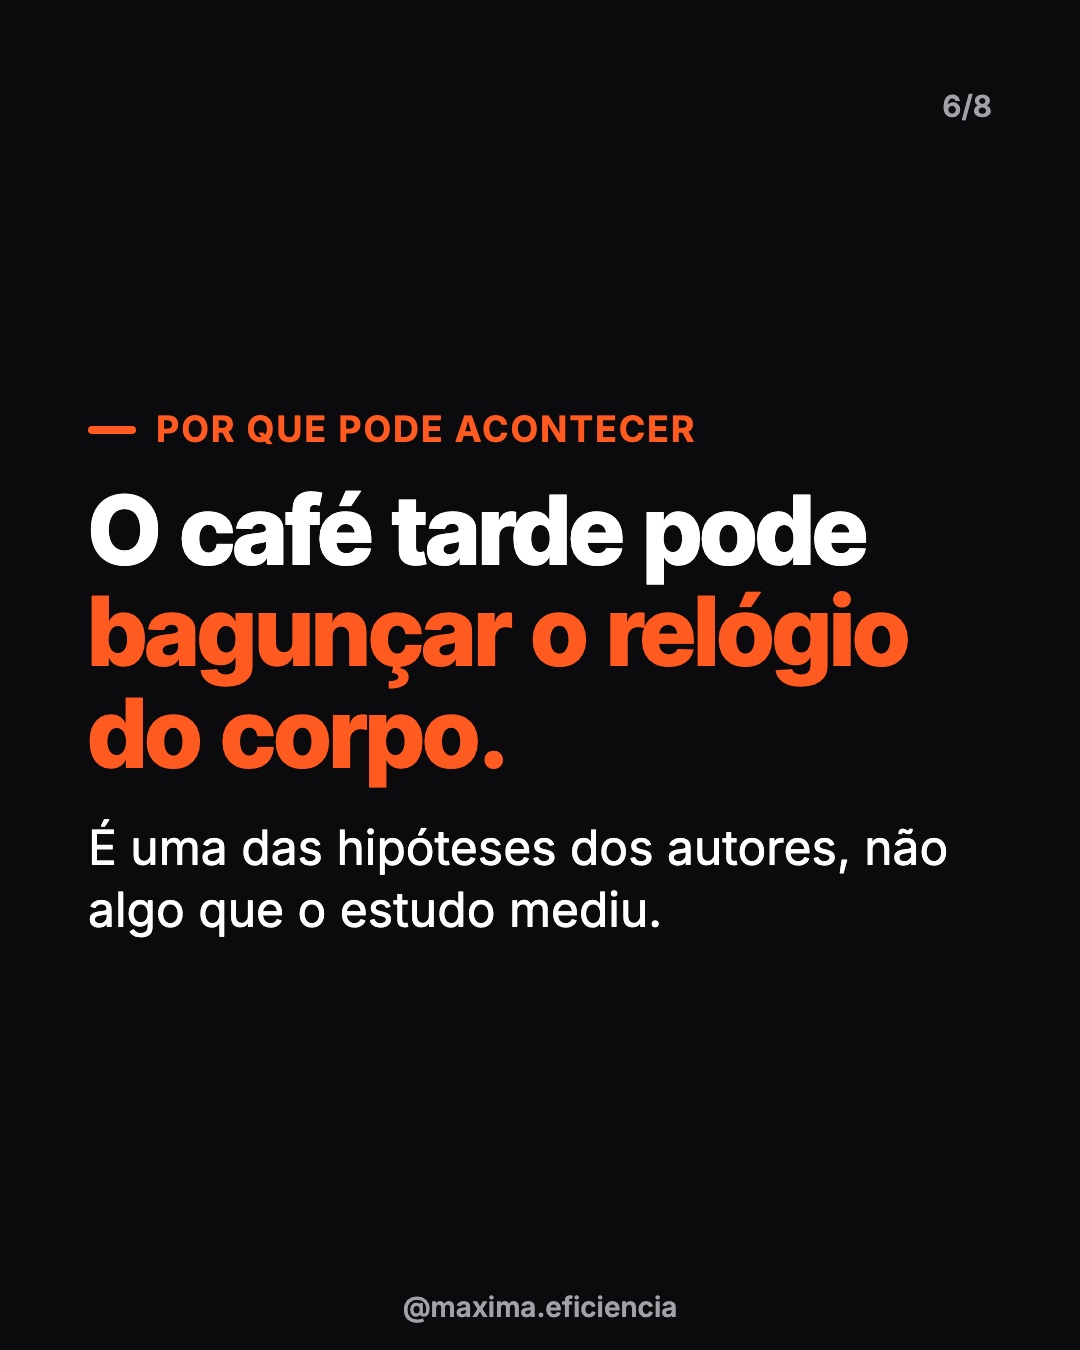 6/8
POR QUE PODE ACONTECER
O café tarde pode
bagunçar o relógio
do corpo.
É uma das hipóteses dos autores, não
algo que o estudo mediu.
@maxima.eficiencia